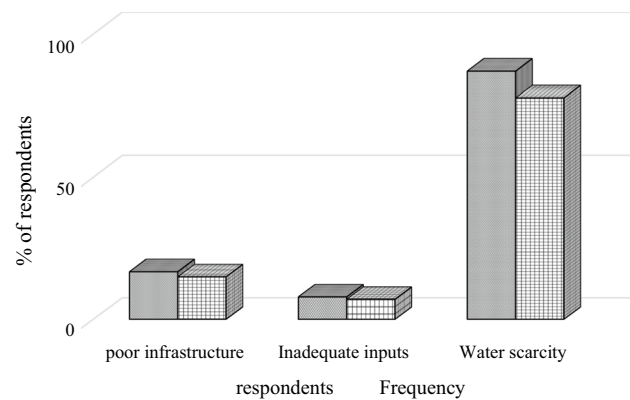 100
% of respondents
50
0
poor infrastructure Inadequate inputs Water scarcity
respondents Frequency